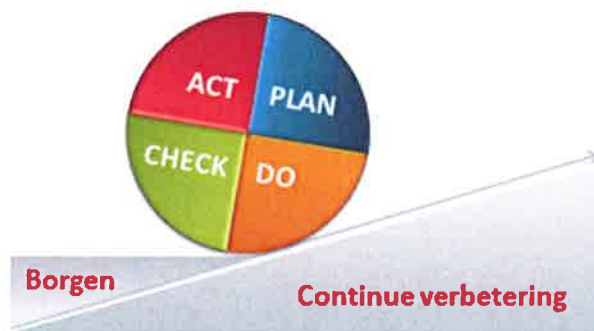 ACT
PLAN
CHECK
DO
Borgen
Continue verbetering